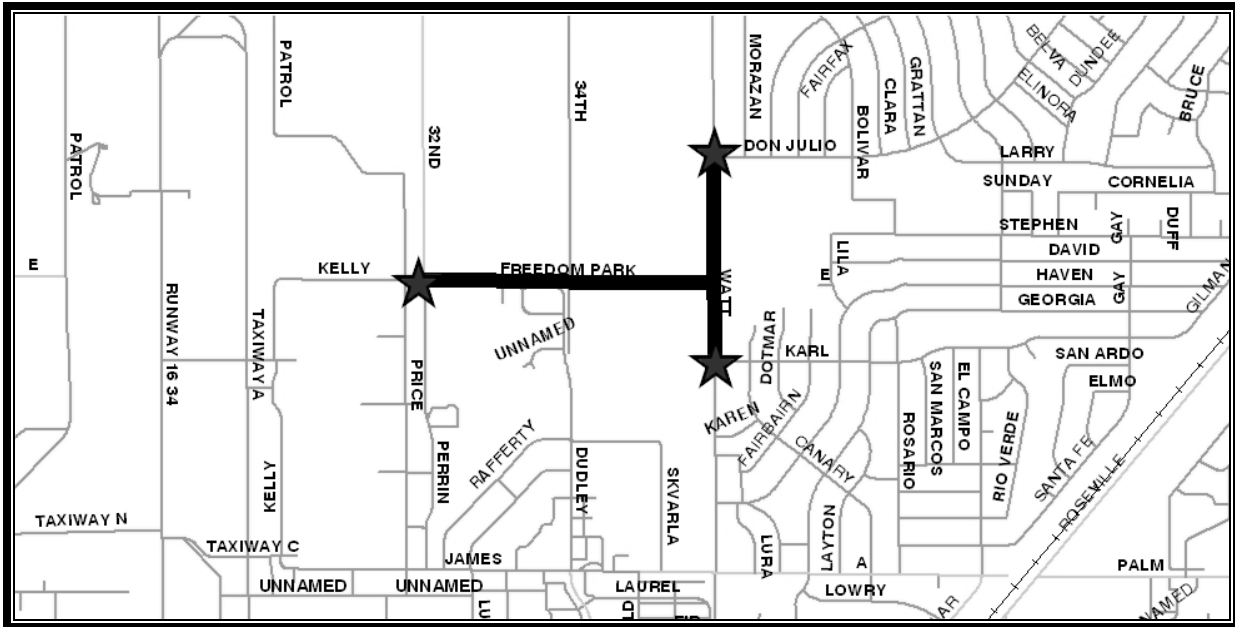 PATROL
MORAZAN
FAIRFAX
BELVA
DUNDEE
GRATTAN
ELINORA
BRUCE
34TH
CLARA
32ND
PATROL
BOLIVAR
DON JULIO
LARRY
SUNDAY
CORNELIA
STEPHEN
GAY
DUFF
LILA
DAVID
E
KELLY
FREEDOM PARK
E
HAVEN
WATT
GEORGIA
GAY
GILMAN
RUNWAY 16 34
TAXIWAY A
UNNAMED
DOTMAR
KARL
SAN ARDO
PRICE
ELMO
SAN MARCOS
EL CAMPO
KAREN
FAIRBAIRN
ROSARIO
RIO VERDE
RAFFERTY
CANARY
PERRIN
KELLY
DUDLEY
SKVARLA
SANTA FE
ROSEVILLE
TAXIWAY N
LAYTON
LURA
TAXIWAY C
JAMES
A
PALM
UNNAMED
UNNAMED
LAUREL
LOWRY
LU
AR
NAMED